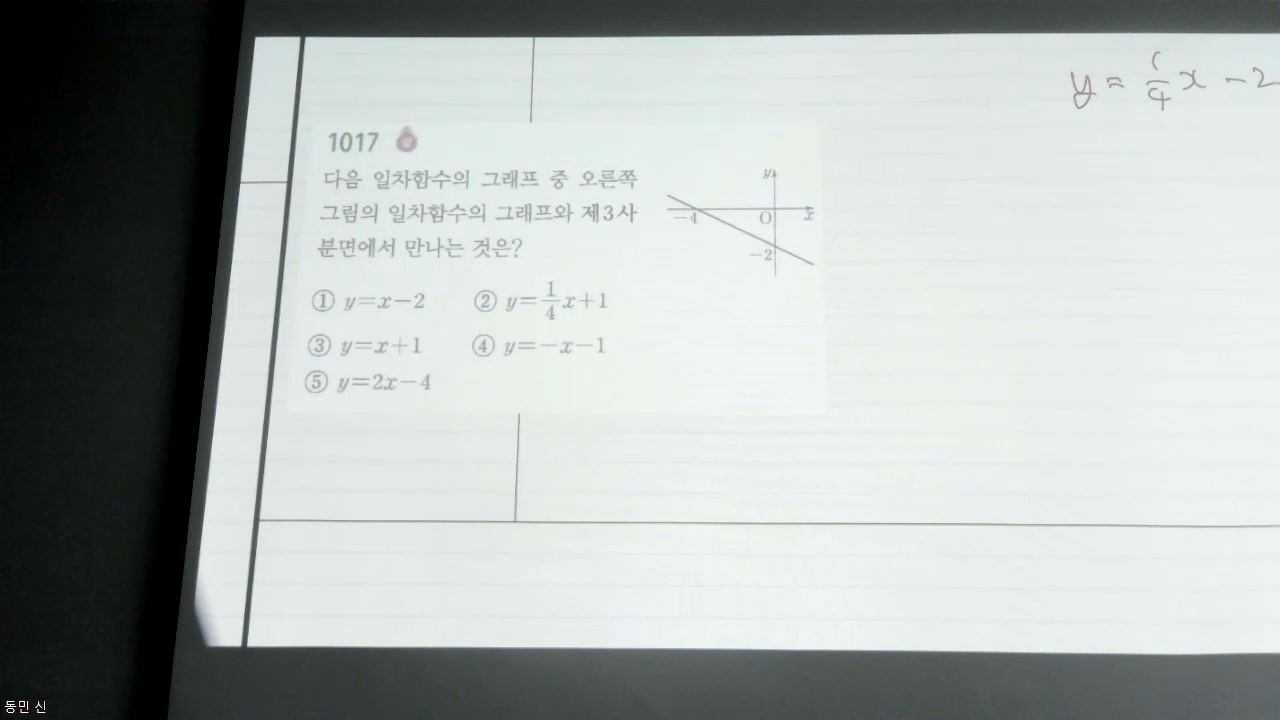 y = 1/4 x - 2
1017
다음 일차함수의 그래프 중 오른쪽
그림의 일차함수의 그래프와 제3사
분면에서 만나는 것은?
① y=x-2 ② y=1/4 x+1
③ y=x+1 ④ y=-x-1
⑤ y=2x-4
y
-4 O x
-2
동민 신